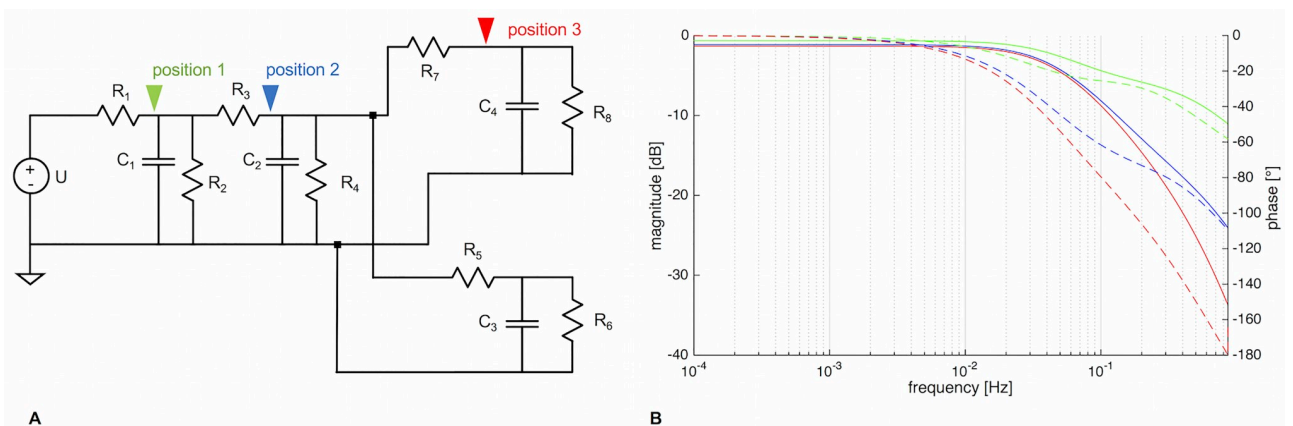 position 3
R7
C4
R8
position 1
position 2
R1
R3
+
-
U
C1
R2
C2
R4
R5
C3
R6
A
magnitude [dB]
0
-10
-20
-30
-40
10-4
10-3
10-2
10-1
frequency [Hz]
0
-20
-40
-60
-80
-100
-120
-140
-160
-180
phase [°]
B